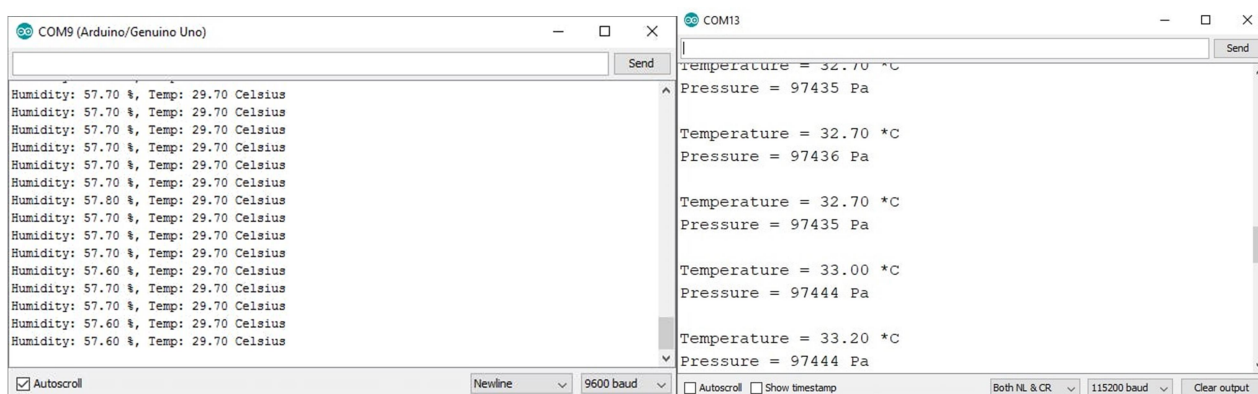 COM9 (Arduino/Genuino Uno)
Send
Humidity: 57.70 %, Temp: 29.70 Celsius
Humidity: 57.70 %, Temp: 29.70 Celsius
Humidity: 57.70 %, Temp: 29.70 Celsius
Humidity: 57.70 %, Temp: 29.70 Celsius
Humidity: 57.70 %, Temp: 29.70 Celsius
Humidity: 57.80 %, Temp: 29.70 Celsius
Humidity: 57.70 %, Temp: 29.70 Celsius
Humidity: 57.70 %, Temp: 29.70 Celsius
Humidity: 57.70 %, Temp: 29.70 Celsius
Humidity: 57.60 %, Temp: 29.70 Celsius
Humidity: 57.70 %, Temp: 29.70 Celsius
Humidity: 57.70 %, Temp: 29.70 Celsius
Humidity: 57.60 %, Temp: 29.70 Celsius
Humidity: 57.60 %, Temp: 29.70 Celsius
Autoscroll Newline 9600 baud
COM13
Send
Temperature = 32.70 *C
Pressure = 97435 Pa
Temperature = 32.70 *C
Pressure = 97436 Pa
Temperature = 32.70 *C
Pressure = 97435 Pa
Temperature = 33.00 *C
Pressure = 97444 Pa
Temperature = 33.20 *C
Pressure = 97444 Pa
Autoscroll Show timestamp Both NL & CR 115200 baud Clear output